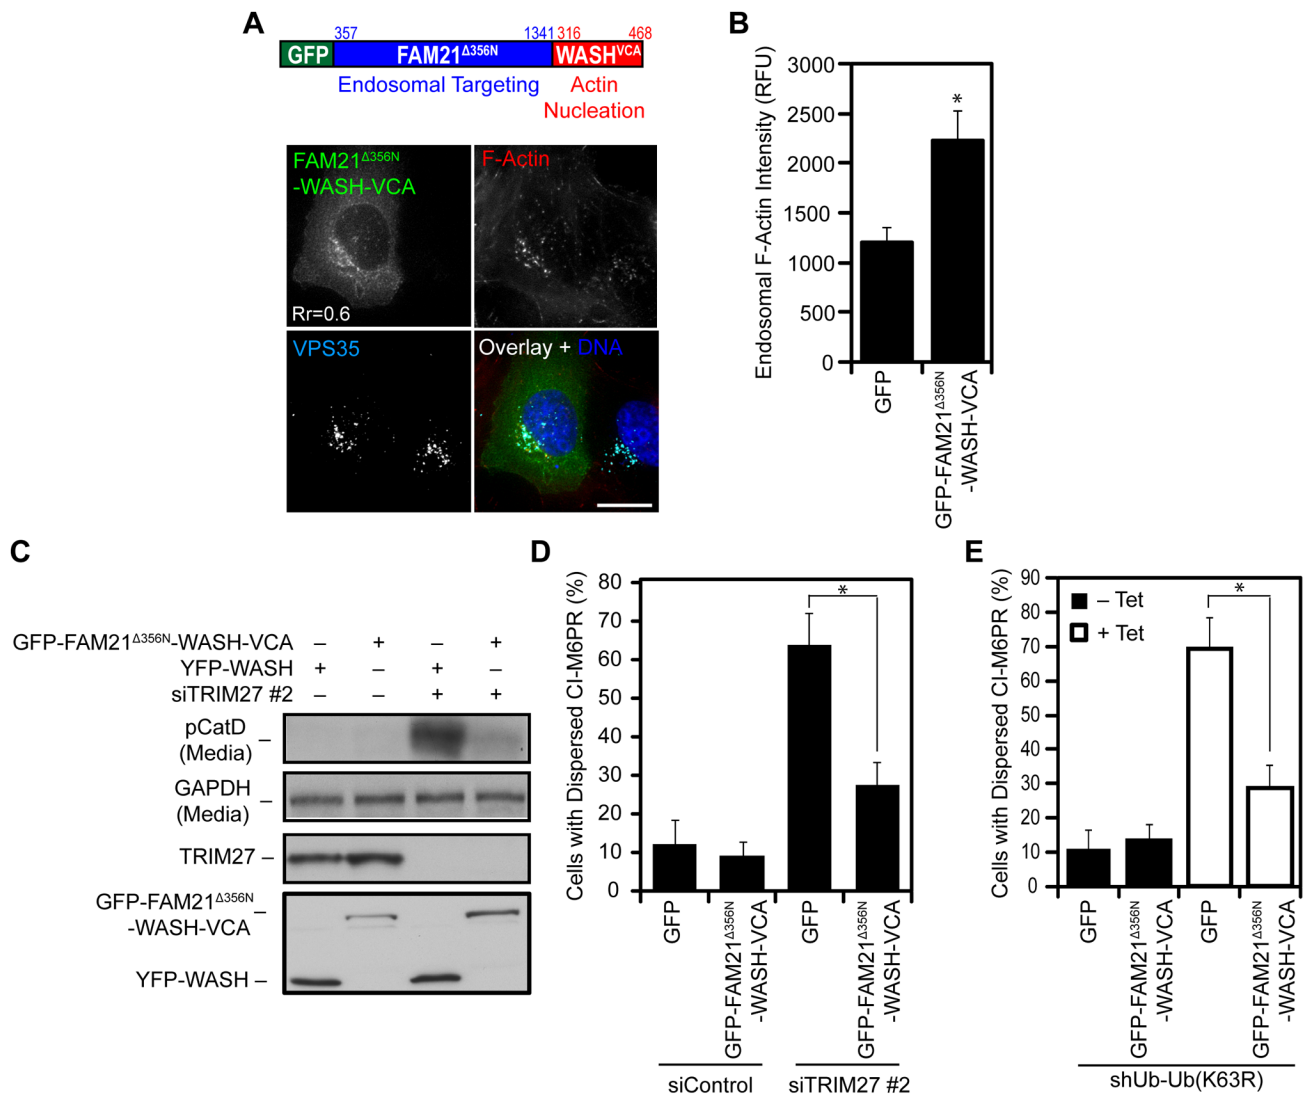 A
357 1341 316 468
GFP FAM21Δ356N WASHVCA
Endosomal Targeting Actin
Nucleation
FAM21Δ356N
-WASH-VCA
Rr=0.6
F-Actin
VPS35
Overlay + DNA
B
Endosomal F-Actin Intensity (RFU)
3000
2500
2000
1500
1000
500
0
*
GFP
GFP-FAM21Δ356N
-WASH-VCA
C
GFP-FAM21Δ356N-WASH-VCA – + – +
YFP-WASH + – + –
siTRIM27 #2 – – + +
pCatD
(Media) –
GAPDH
(Media) –
TRIM27 –
GFP-FAM21Δ356N
-WASH-VCA –
YFP-WASH –
D
Cells with Dispersed CI-M6PR (%)
80
70
60
50
40
30
20
10
0
*
GFP
GFP-FAM21Δ356N
-WASH-VCA
GFP
GFP-FAM21Δ356N
-WASH-VCA
siControl
siTRIM27 #2
E
Cells with Dispersed CI-M6PR (%)
90
80
70
60
50
40
30
20
10
0
– Tet
+ Tet
*
GFP
GFP-FAM21Δ356N
-WASH-VCA
GFP
GFP-FAM21Δ356N
-WASH-VCA
shUb-Ub(K63R)